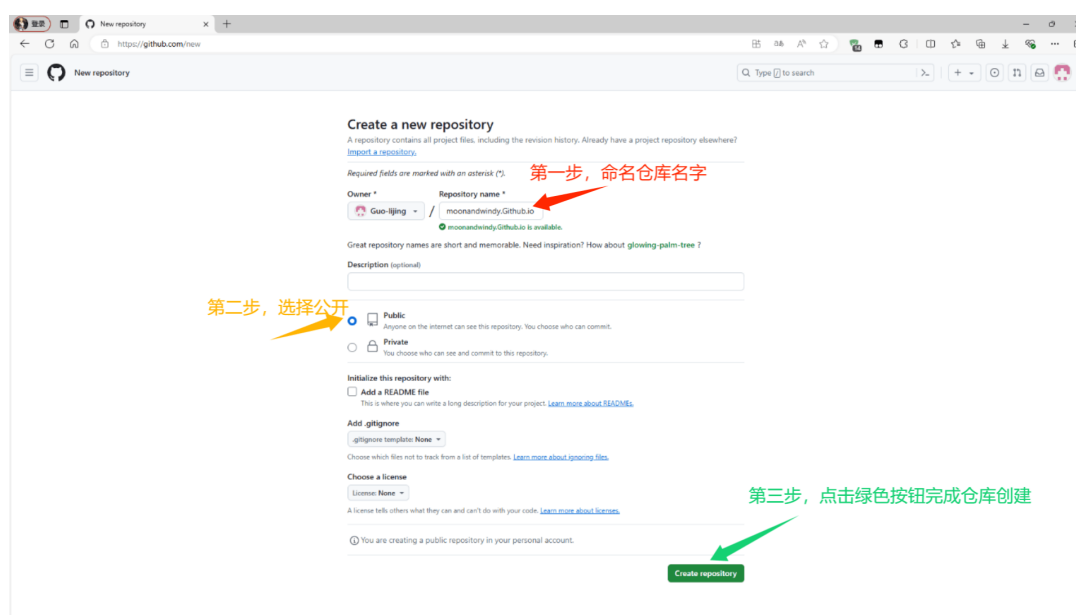 登录
New repository
https://github.com/new
New repository
Type / to search
Create a new repository
A repository contains all project files, including the revision history. Already have a project repository elsewhere?
Import a repository.
Required fields are marked with an asterisk (*).
第一步，命名仓库名字
Owner *
Repository name *
Guo-lijing
/
moonandwindy.Github.io
moonandwindy.Github.io is available.
Great repository names are short and memorable. Need inspiration? How about glowing-palm-tree ?
Description (optional)
第二步，选择公开
Public
Anyone on the internet can see this repository. You choose who can commit.
Private
You choose who can see and commit to this repository.
Initialize this repository with:
Add a README file
This is where you can write a long description for your project. Learn more about READMEs.
Add .gitignore
.gitignore template: None
Choose which files not to track from a list of templates. Learn more about ignoring files.
Choose a license
License: None
A license tells others what they can and can't do with your code. Learn more about licenses.
第三步，点击绿色按钮完成仓库创建
You are creating a public repository in your personal account.
Create repository